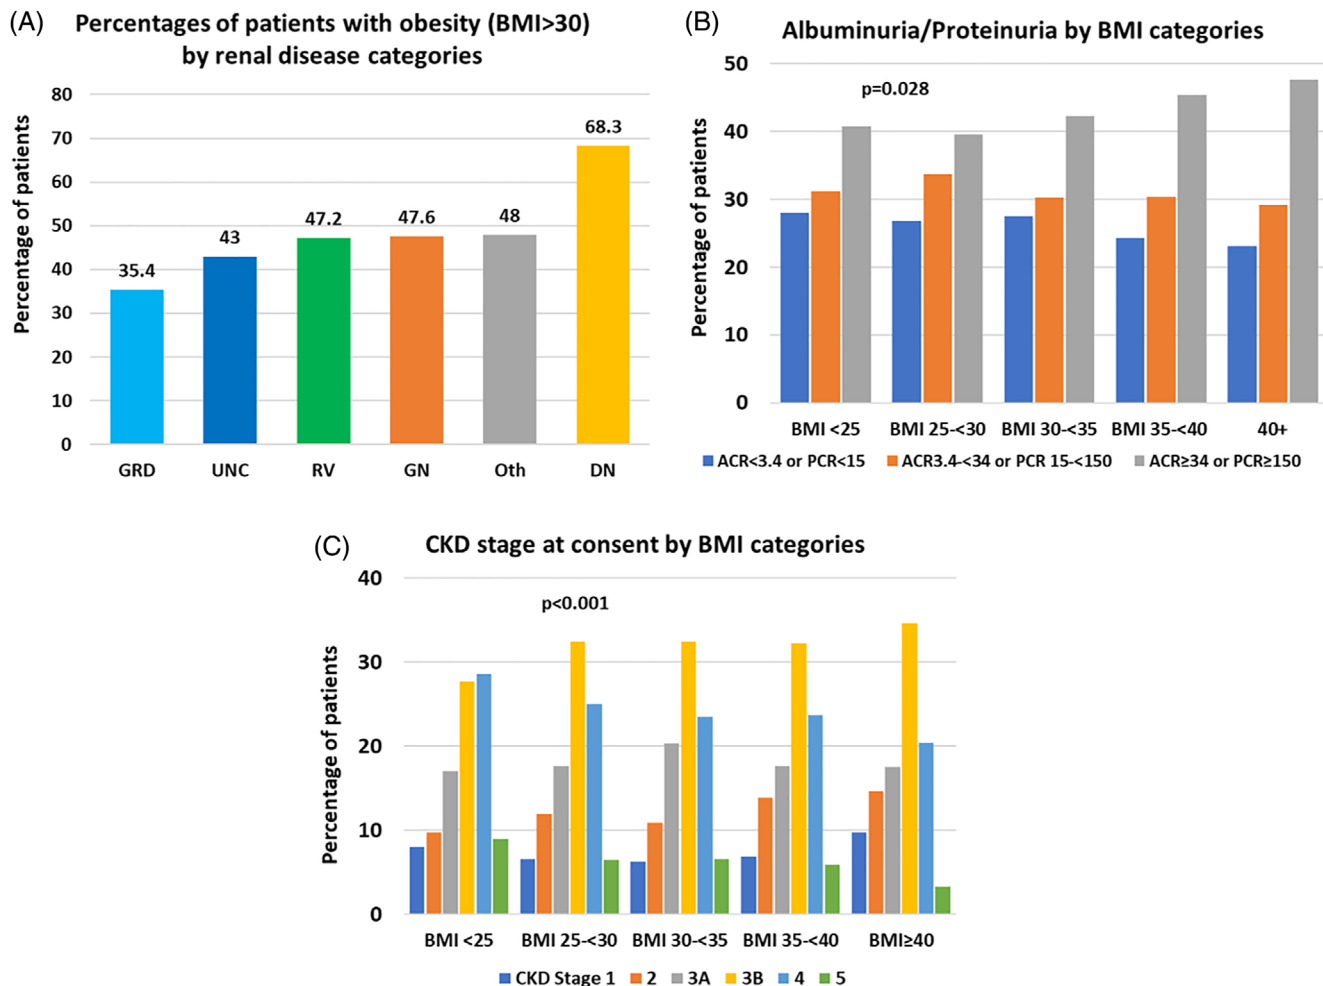 (A)
Percentages of patients with obesity (BMI>30)
by renal disease categories
Percentage of patients
80
70
60
50
40
30
20
10
0
35.4
43
47.2
47.6
48
68.3
GRD UNC RV GN Oth DN
(B)
Albuminuria/Proteinuria by BMI categories
p=0.028
Percentage of patients
50
40
30
20
10
0
BMI <25 BMI 25-<30 BMI 30-<35 BMI 35-<40 40+
ACR<3.4 or PCR<15 ACR3.4-<34 or PCR 15-<150 ACR≥34 or PCR≥150
(C)
CKD stage at consent by BMI categories
p<0.001
Percentage of patients
40
30
20
10
0
BMI <25 BMI 25-<30 BMI 30-<35 BMI 35-<40 BMI≥40
CKD Stage 1 2 3A 3B 4 5